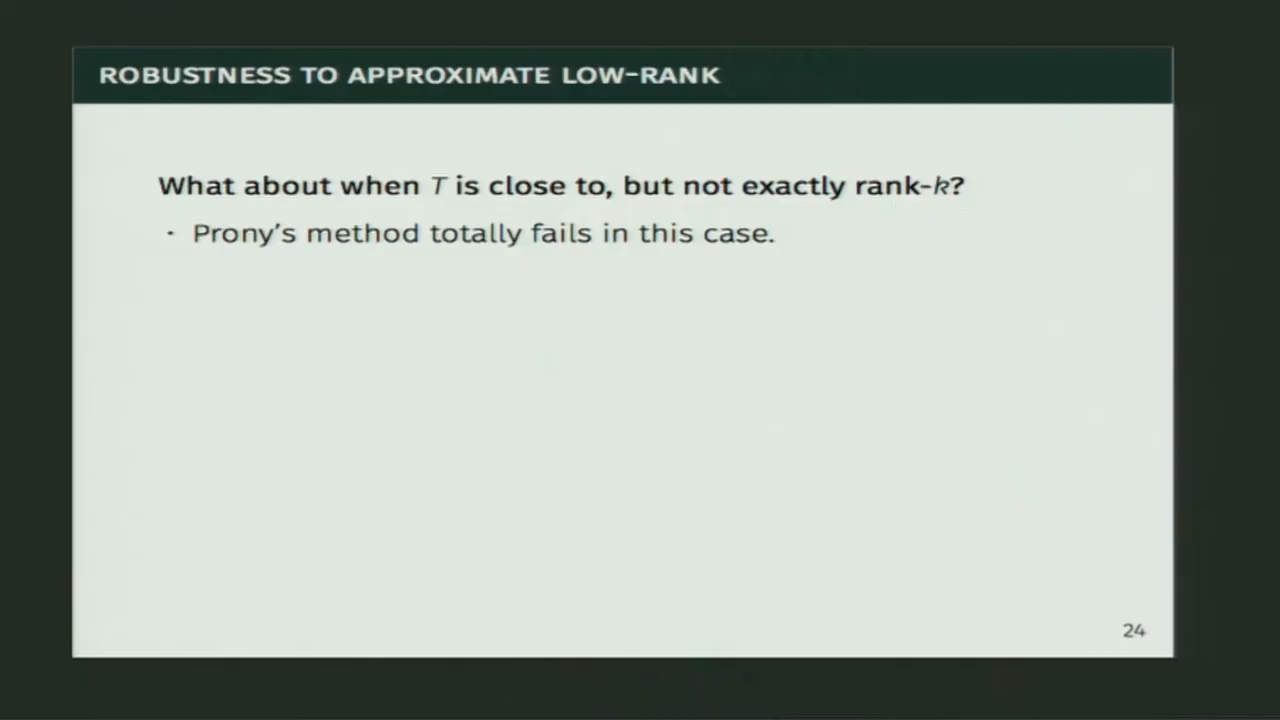 ROBUSTNESS TO APPROXIMATE LOW-RANK
What about when T is close to, but not exactly rank-k?
· Prony's method totally fails in this case.
24